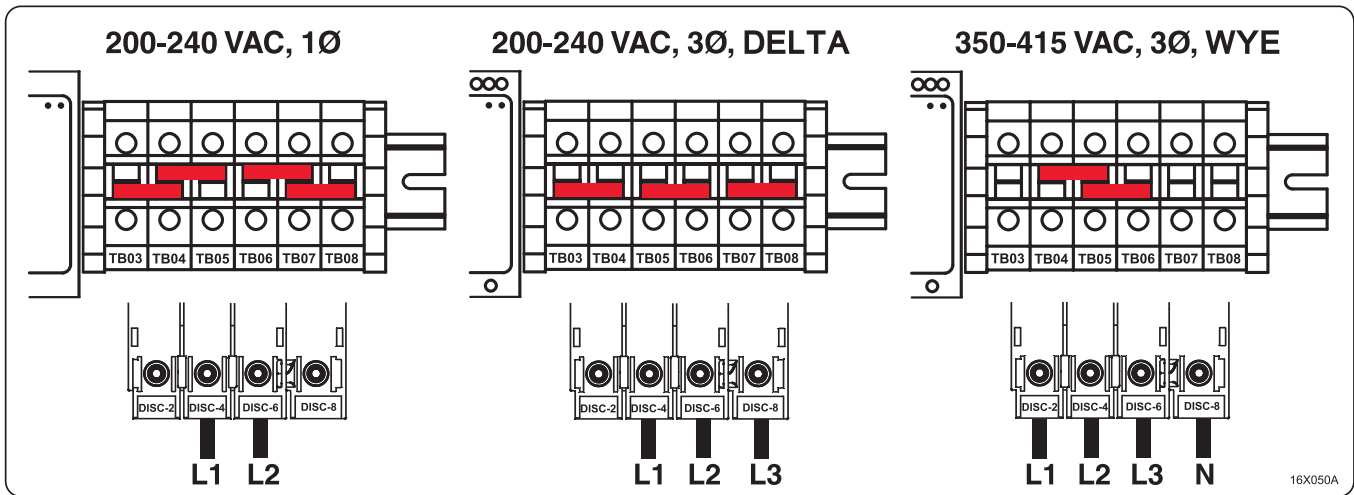 200-240 VAC, 1Ø
TB03 TB04 TB05 TB06 TB07 TB08
DISC-2 DISC-4 DISC-6 DISC-8
L1 L2
200-240 VAC, 3Ø, DELTA
TB03 TB04 TB05 TB06 TB07 TB08
DISC-2 DISC-4 DISC-6 DISC-8
L1 L2 L3
350-415 VAC, 3Ø, WYE
TB03 TB04 TB05 TB06 TB07 TB08
DISC-2 DISC-4 DISC-6 DISC-8
L1 L2 L3 N
16X050A